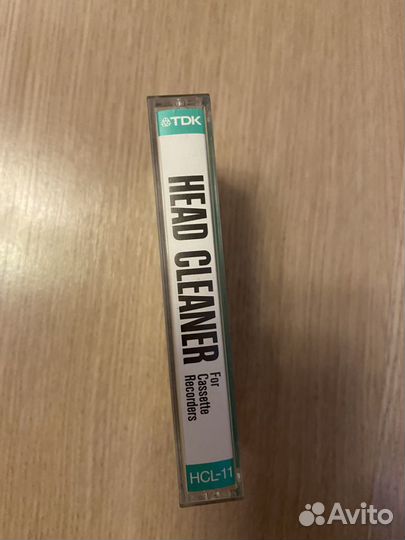 TDK
HEAD CLEANER
For
Cassette
Recorders
HCL-11
Avito